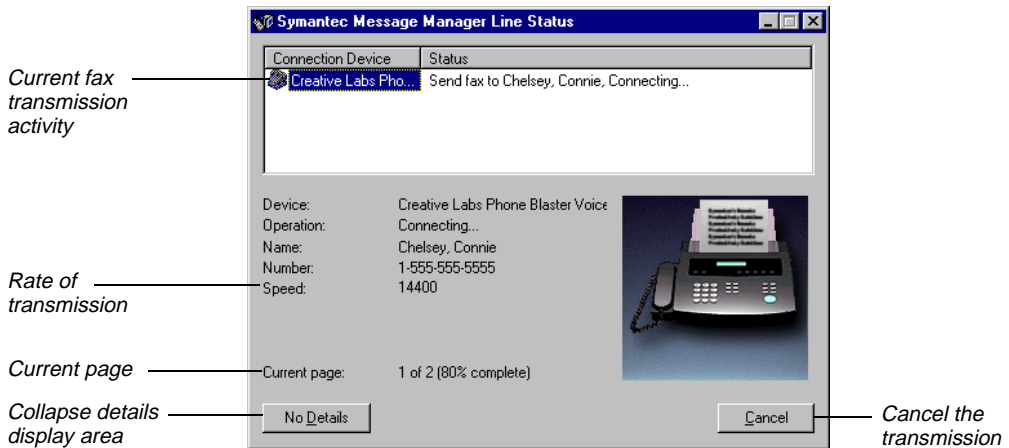 Symantec Message Manager Line Status
Connection Device
Status
Creative Labs Pho...
Send fax to Chelsey, Connie, Connecting...
Current fax
transmission
activity
Device:
Creative Labs Phone Blaster Voice
Operation:
Connecting...
Name:
Chelsey, Connie
Number:
1-555-555-5555
Speed:
14400
Rate of
transmission
Current page
Current page:
1 of 2 (80% complete)
Collapse details
display area
No Details
Cancel
Cancel the
transmission